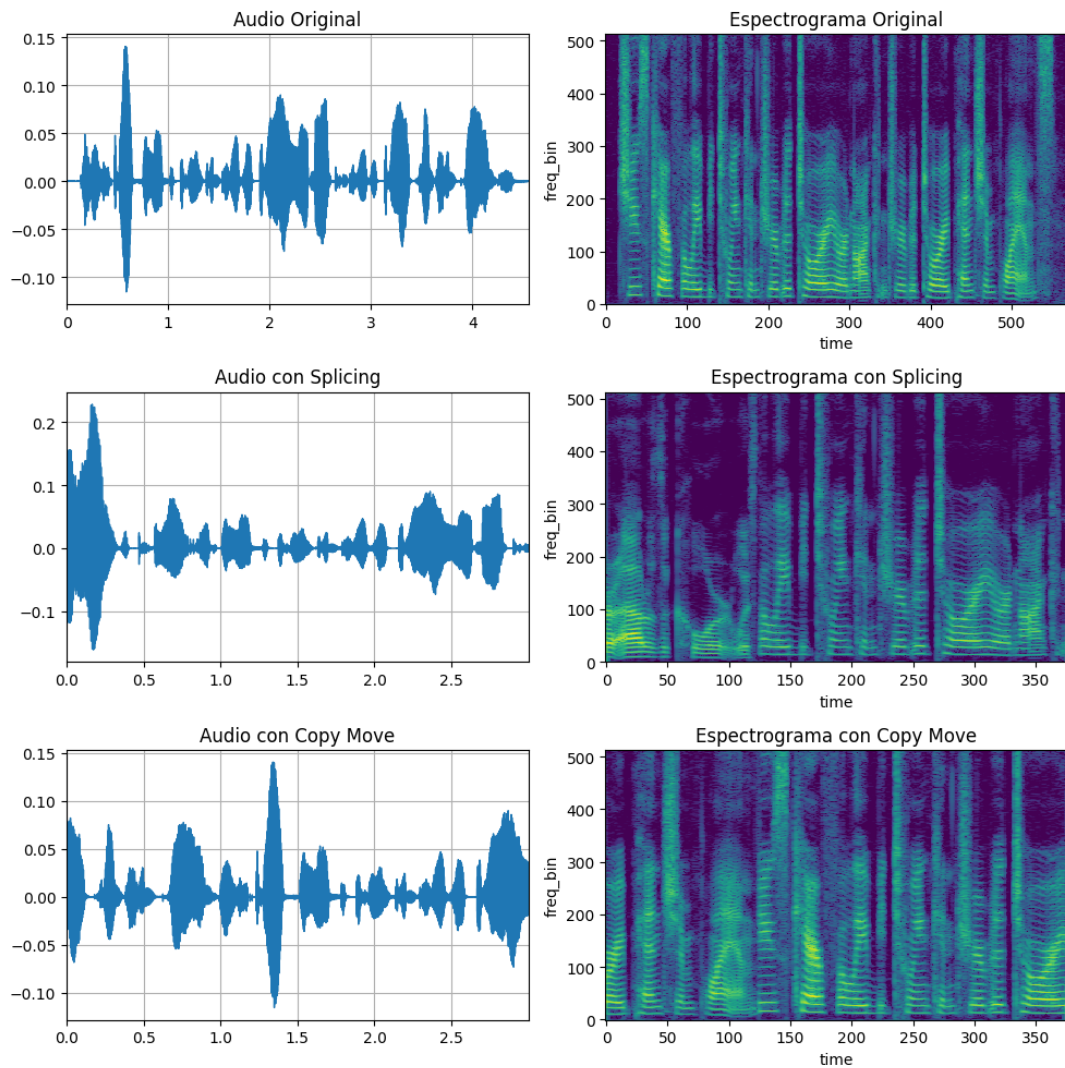 Audio Original
0.15
0.10
0.05
0.00
−0.05
−0.10
0 1 2 3 4
Espectrograma Original
500
400
300
200
100
0
freq_bin
0 100 200 300 400 500
time
Audio con Splicing
0.2
0.1
0.0
−0.1
0.0 0.5 1.0 1.5 2.0 2.5
Espectrograma con Splicing
500
400
300
200
100
0
freq_bin
0 50 100 150 200 250 300 350
time
Audio con Copy Move
0.15
0.10
0.05
0.00
−0.05
−0.10
0.0 0.5 1.0 1.5 2.0 2.5
Espectrograma con Copy Move
500
400
300
200
100
0
freq_bin
0 50 100 150 200 250 300 350
time